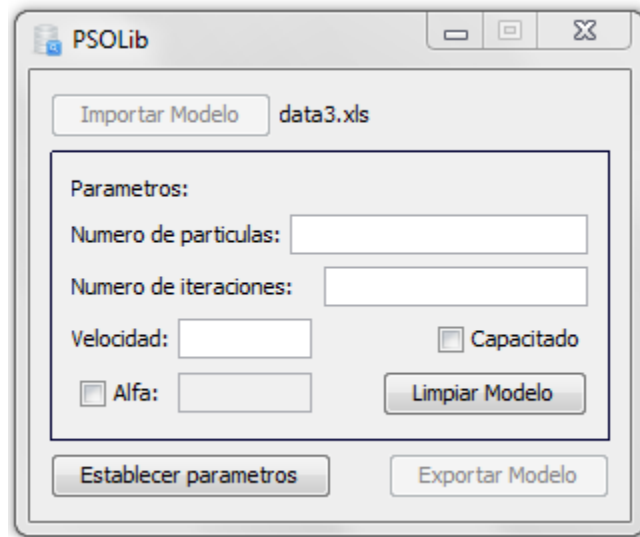 PSOLib
Importar Modelo data3.xls
Parametros:
Numero de particulas:
Numero de iteraciones:
Velocidad: Capacitado
Alfa: Limpiar Modelo
Establecer parametros Exportar Modelo